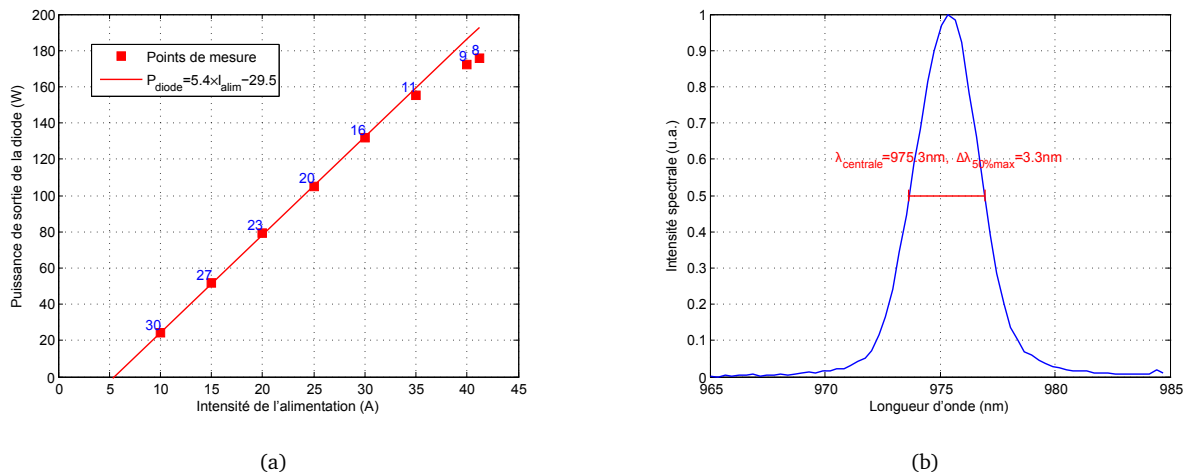 200
180
160
140
120
100
80
60
40
20
0
0 5 10 15 20 25 30 35 40 45
Puissance de sortie de la diode (W)
Intensité de l'alimentation (A)
Points de mesure
P_diode=5.4×I_alim−29.5
30
27
23
20
16
11
9
8
(a)
1
0.9
0.8
0.7
0.6
0.5
0.4
0.3
0.2
0.1
0
965 970 975 980 985
Intensité spectrale (u.a.)
Longueur d'onde (nm)
λ_centrale=975.3nm, Δλ_50%max=3.3nm
(b)